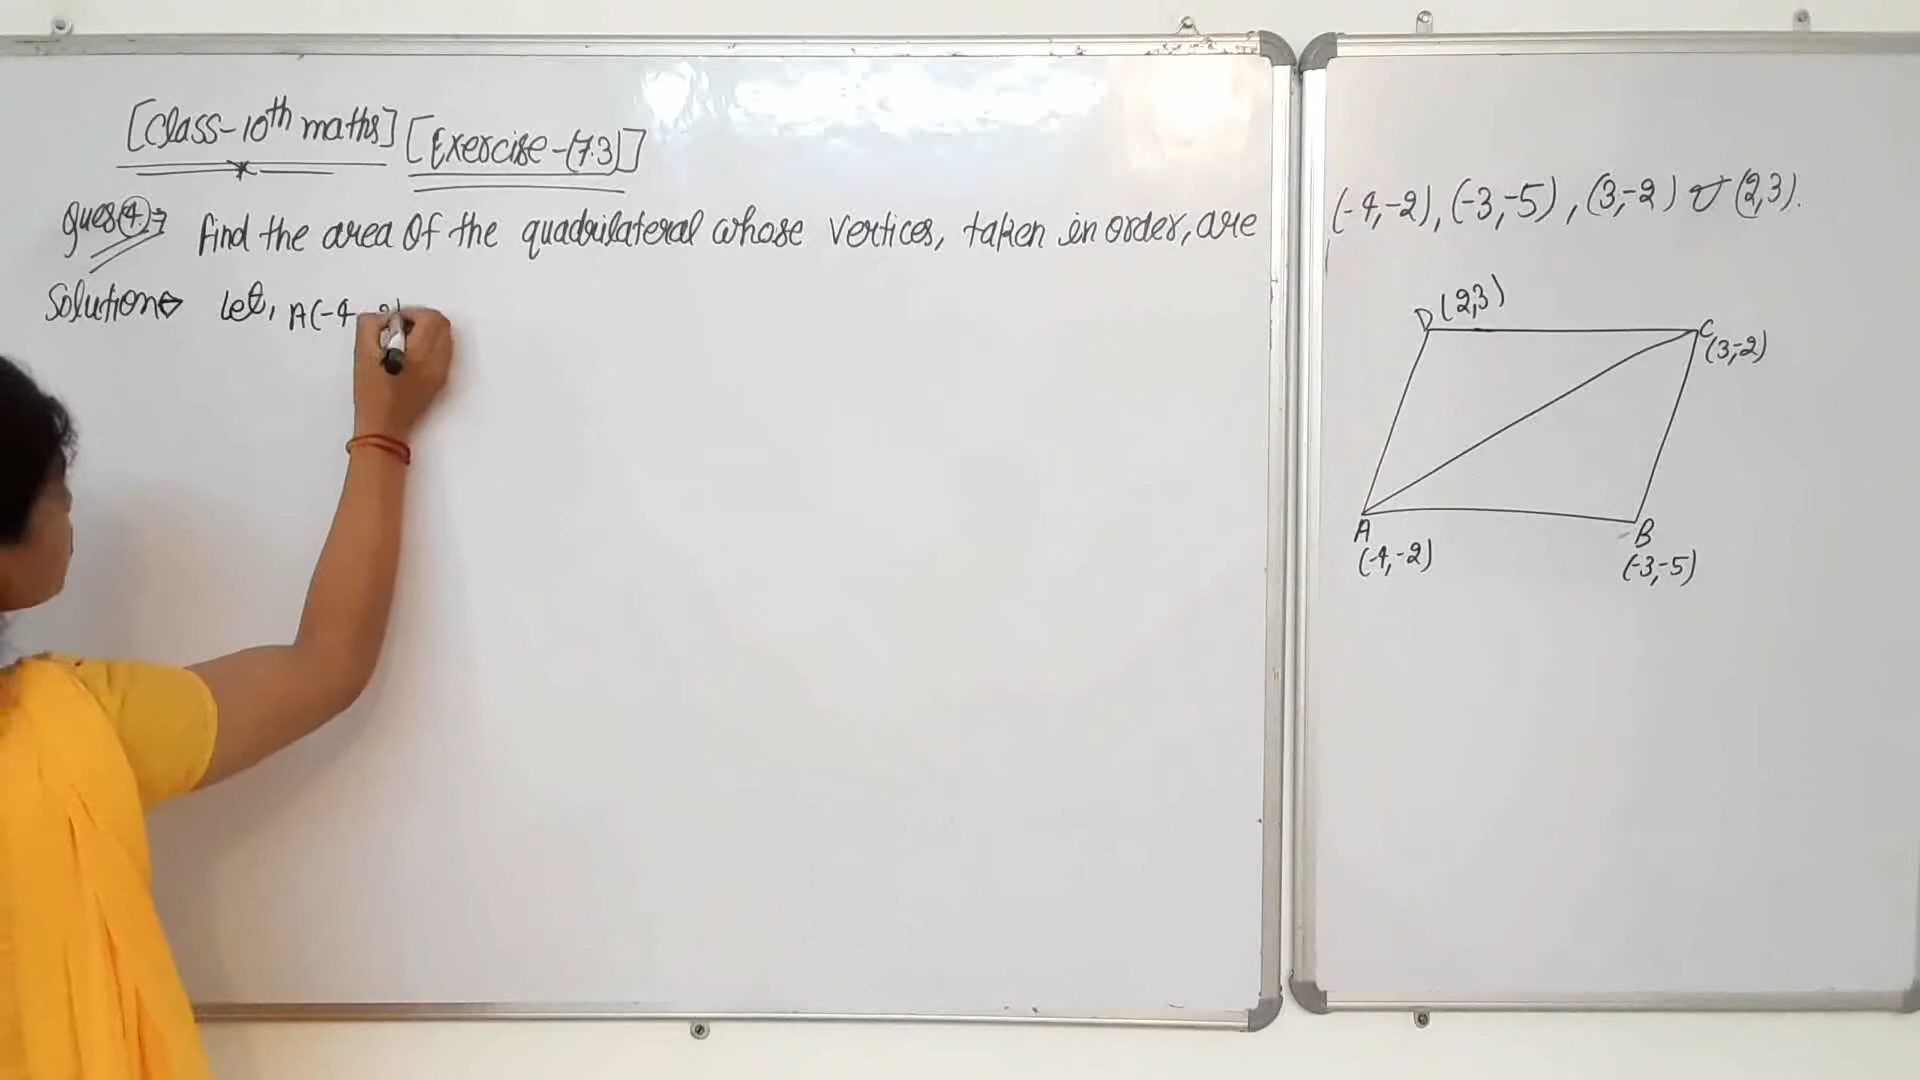 [Class-10th maths] [Exercise-(7.3)]
Ques(4)⇒ find the area of the quadrilateral whose vertices, taken in order, are (-4,-2), (-3,-5), (3,-2) & (2,3).
Solution⇒ Let, A(-4,-2)
D (2,3)
C (3,-2)
A (-4,-2)
B (-3,-5)